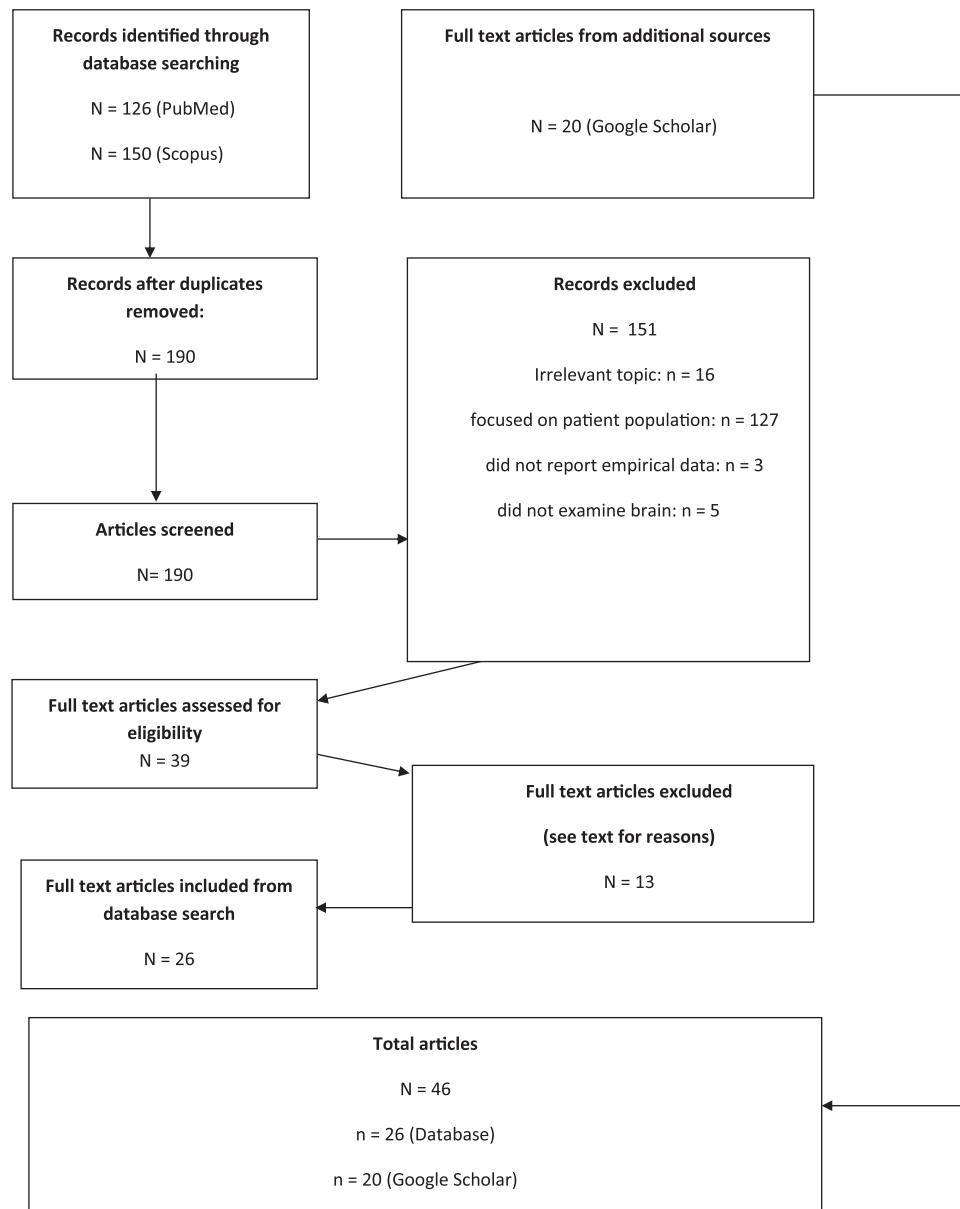 Records identified through
database searching
N = 126 (PubMed)
N = 150 (Scopus)
Full text articles from additional sources
N = 20 (Google Scholar)
Records after duplicates
removed:
N = 190
Records excluded
N =  151
Irrelevant topic: n = 16
focused on patient population: n = 127
did not report empirical data: n = 3
did not examine brain: n = 5
Articles screened
N= 190
Full text articles assessed for
eligibility
N = 39
Full text articles excluded
(see text for reasons)
N = 13
Full text articles included from
database search
N = 26
Total articles
N = 46
n = 26 (Database)
n = 20 (Google Scholar)